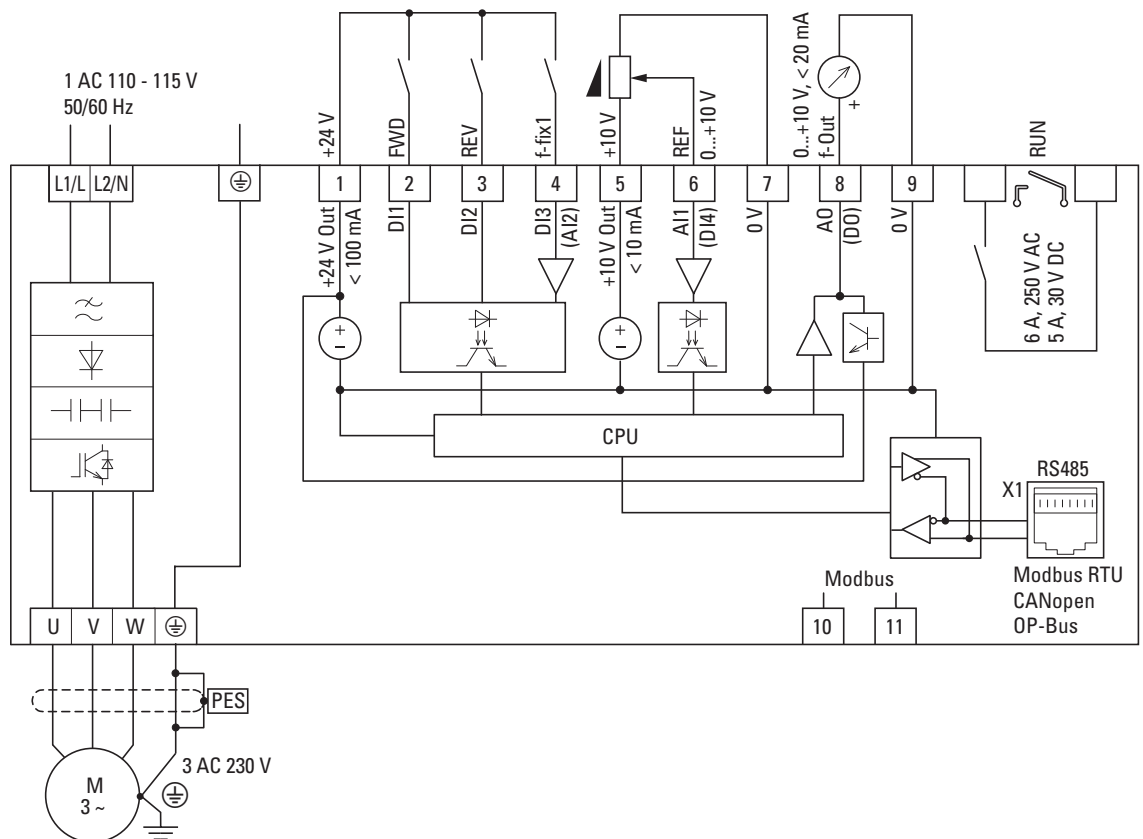 1 AC 110 - 115 V
50/60 Hz
+24 V
FWD
REV
f-fix1
+10 V
REF
0...+10 V
0...+10 V, < 20 mA
f-Out
+
RUN
L1/L
L2/N
1
2
3
4
5
6
7
8
9
+24 V Out
< 100 mA
DI1
DI2
DI3
(AI2)
+10 V Out
< 10 mA
AI1
(DI4)
0 V
AO
(DO)
0 V
6 A, 250 V AC
5 A, 30 V DC
+
-
+
-
CPU
RS485
X1
Modbus RTU
CANopen
OP-Bus
Modbus
10
11
U
V
W
PES
3 AC 230 V
M
3 ~